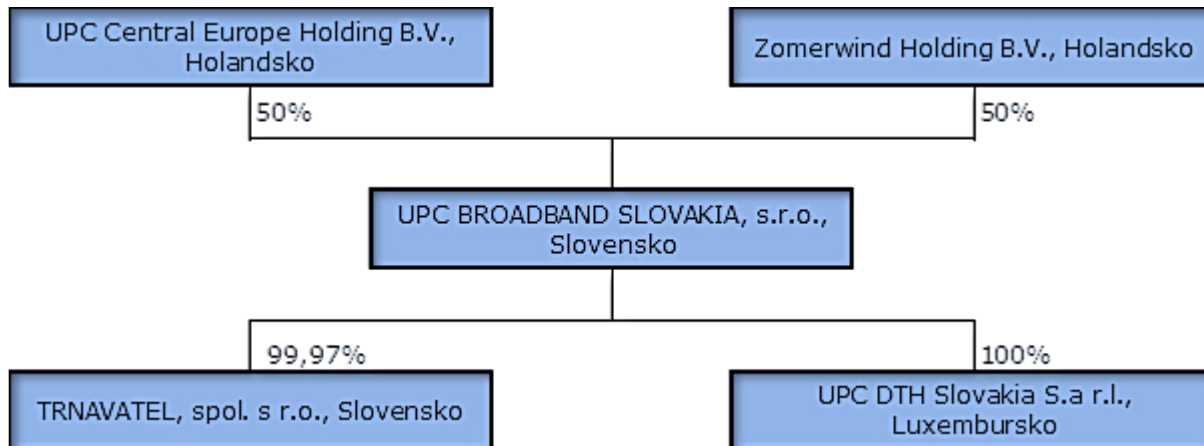 UPC Central Europe Holding B.V.,
Holandsko
Zomerwind Holding B.V., Holandsko
50%
50%
UPC BROADBAND SLOVAKIA, s.r.o.,
Slovensko
99,97%
100%
TRNAVATEL, spol. s r.o., Slovensko
UPC DTH Slovakia S.a r.l.,
Luxembursko